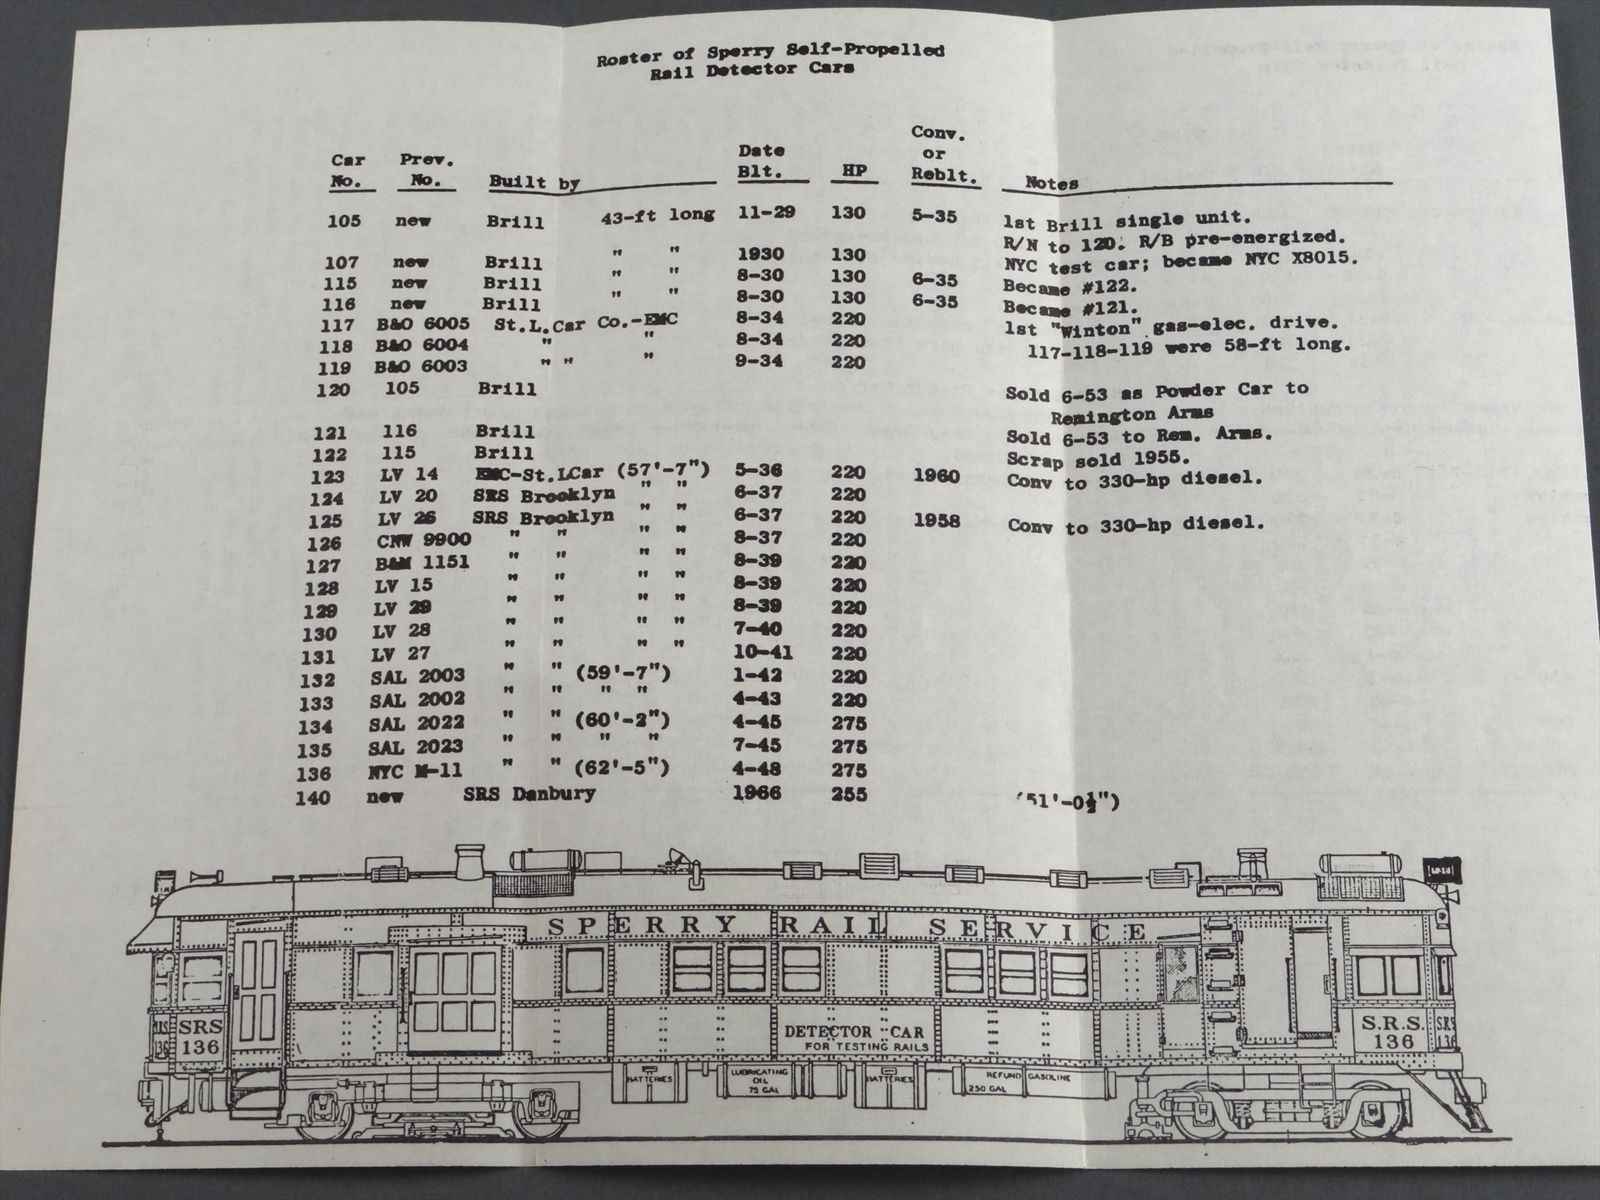 Roster of Sperry Self-Propelled
Rail Detector Cars
Conv.
Car Prev. Date or
No. No. Built by Blt. HP Reblt. Notes
105 new Brill 43-ft long 11-29 130 5-35 1st Brill single unit.
R/N to 120. R/B pre-energized.
107 new Brill " " 1930 130 NYC test car; became NYC X8015.
115 new Brill " " 8-30 130 6-35 Became #122.
116 new Brill " " 8-30 130 6-35 Became #121.
117 B&O 6005 St.L.Car Co.-EMC 8-34 220 1st "Winton" gas-elec. drive.
118 B&O 6004 " " 8-34 220 117-118-119 were 58-ft long.
119 B&O 6003 " " " 9-34 220
120 105 Brill Sold 6-53 as Powder Car to
Remington Arms
121 116 Brill Sold 6-53 to Rem. Arms.
122 115 Brill Scrap sold 1955.
123 LV 14 EMC-St.LCar (57'-7") 5-36 220 1960 Conv to 330-hp diesel.
124 LV 20 SRS Brooklyn " " 6-37 220
125 LV 26 SRS Brooklyn " " 6-37 220 1958 Conv to 330-hp diesel.
126 CNW 9900 " " " " 8-37 220
127 B&M 1151 " " " " 8-39 220
128 LV 15 " " " " 8-39 220
129 LV 29 " " " " 8-39 220
130 LV 28 " " " " 7-40 220
131 LV 27 " " " " 10-41 220
132 SAL 2003 " " (59'-7") 1-42 220
133 SAL 2002 " " " " 4-43 220
134 SAL 2022 " " (60'-2") 4-45 275
135 SAL 2023 " " " " 7-45 275
136 NYC M-11 " " (62'-5") 4-48 275
140 new SRS Danbury 1966 255 (51'-0½")
SPERRY RAIL SERVICE
S.R.S. 136
SRS 136
DETECTOR CAR
FOR TESTING RAILS
S.R.S. 136
S.R.S. 136
BATTERIES
LUBRICATING OIL 75 GAL
BATTERIES
REFUND GASOLINE
250 GAL